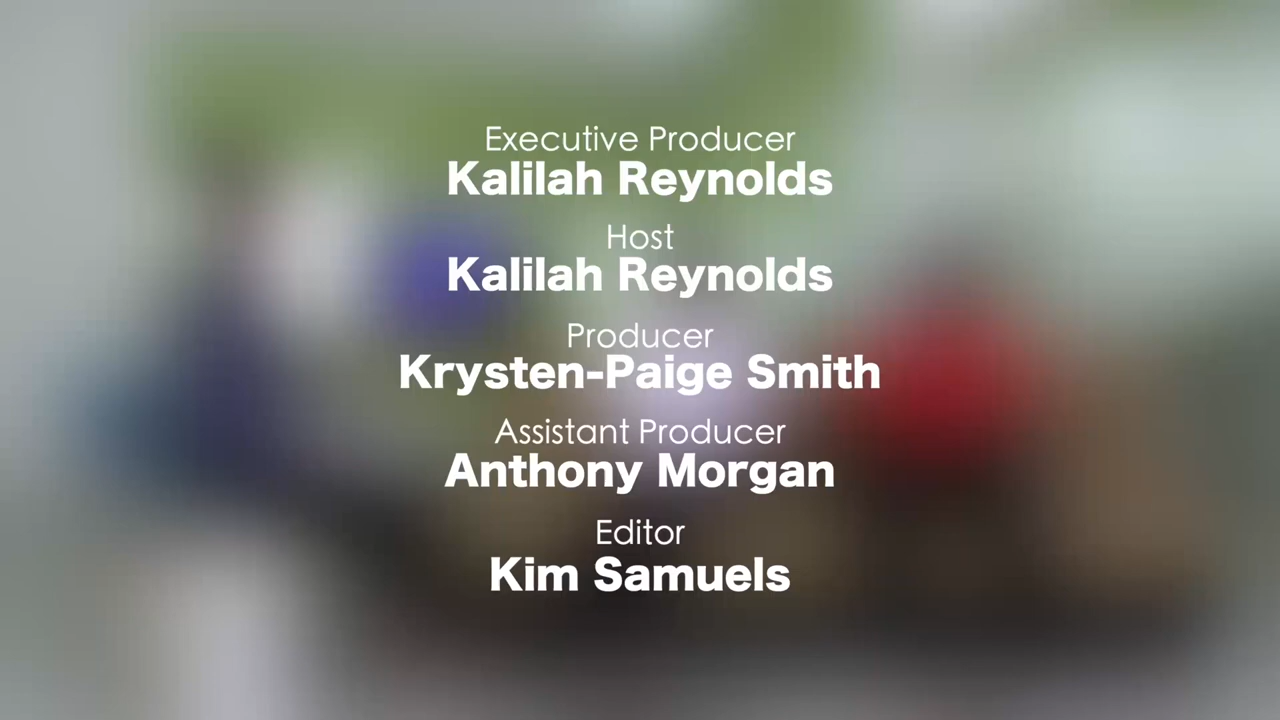 Executive Producer
Kalilah Reynolds
Host
Kalilah Reynolds
Producer
Krysten-Paige Smith
Assistant Producer
Anthony Morgan
Editor
Kim Samuels